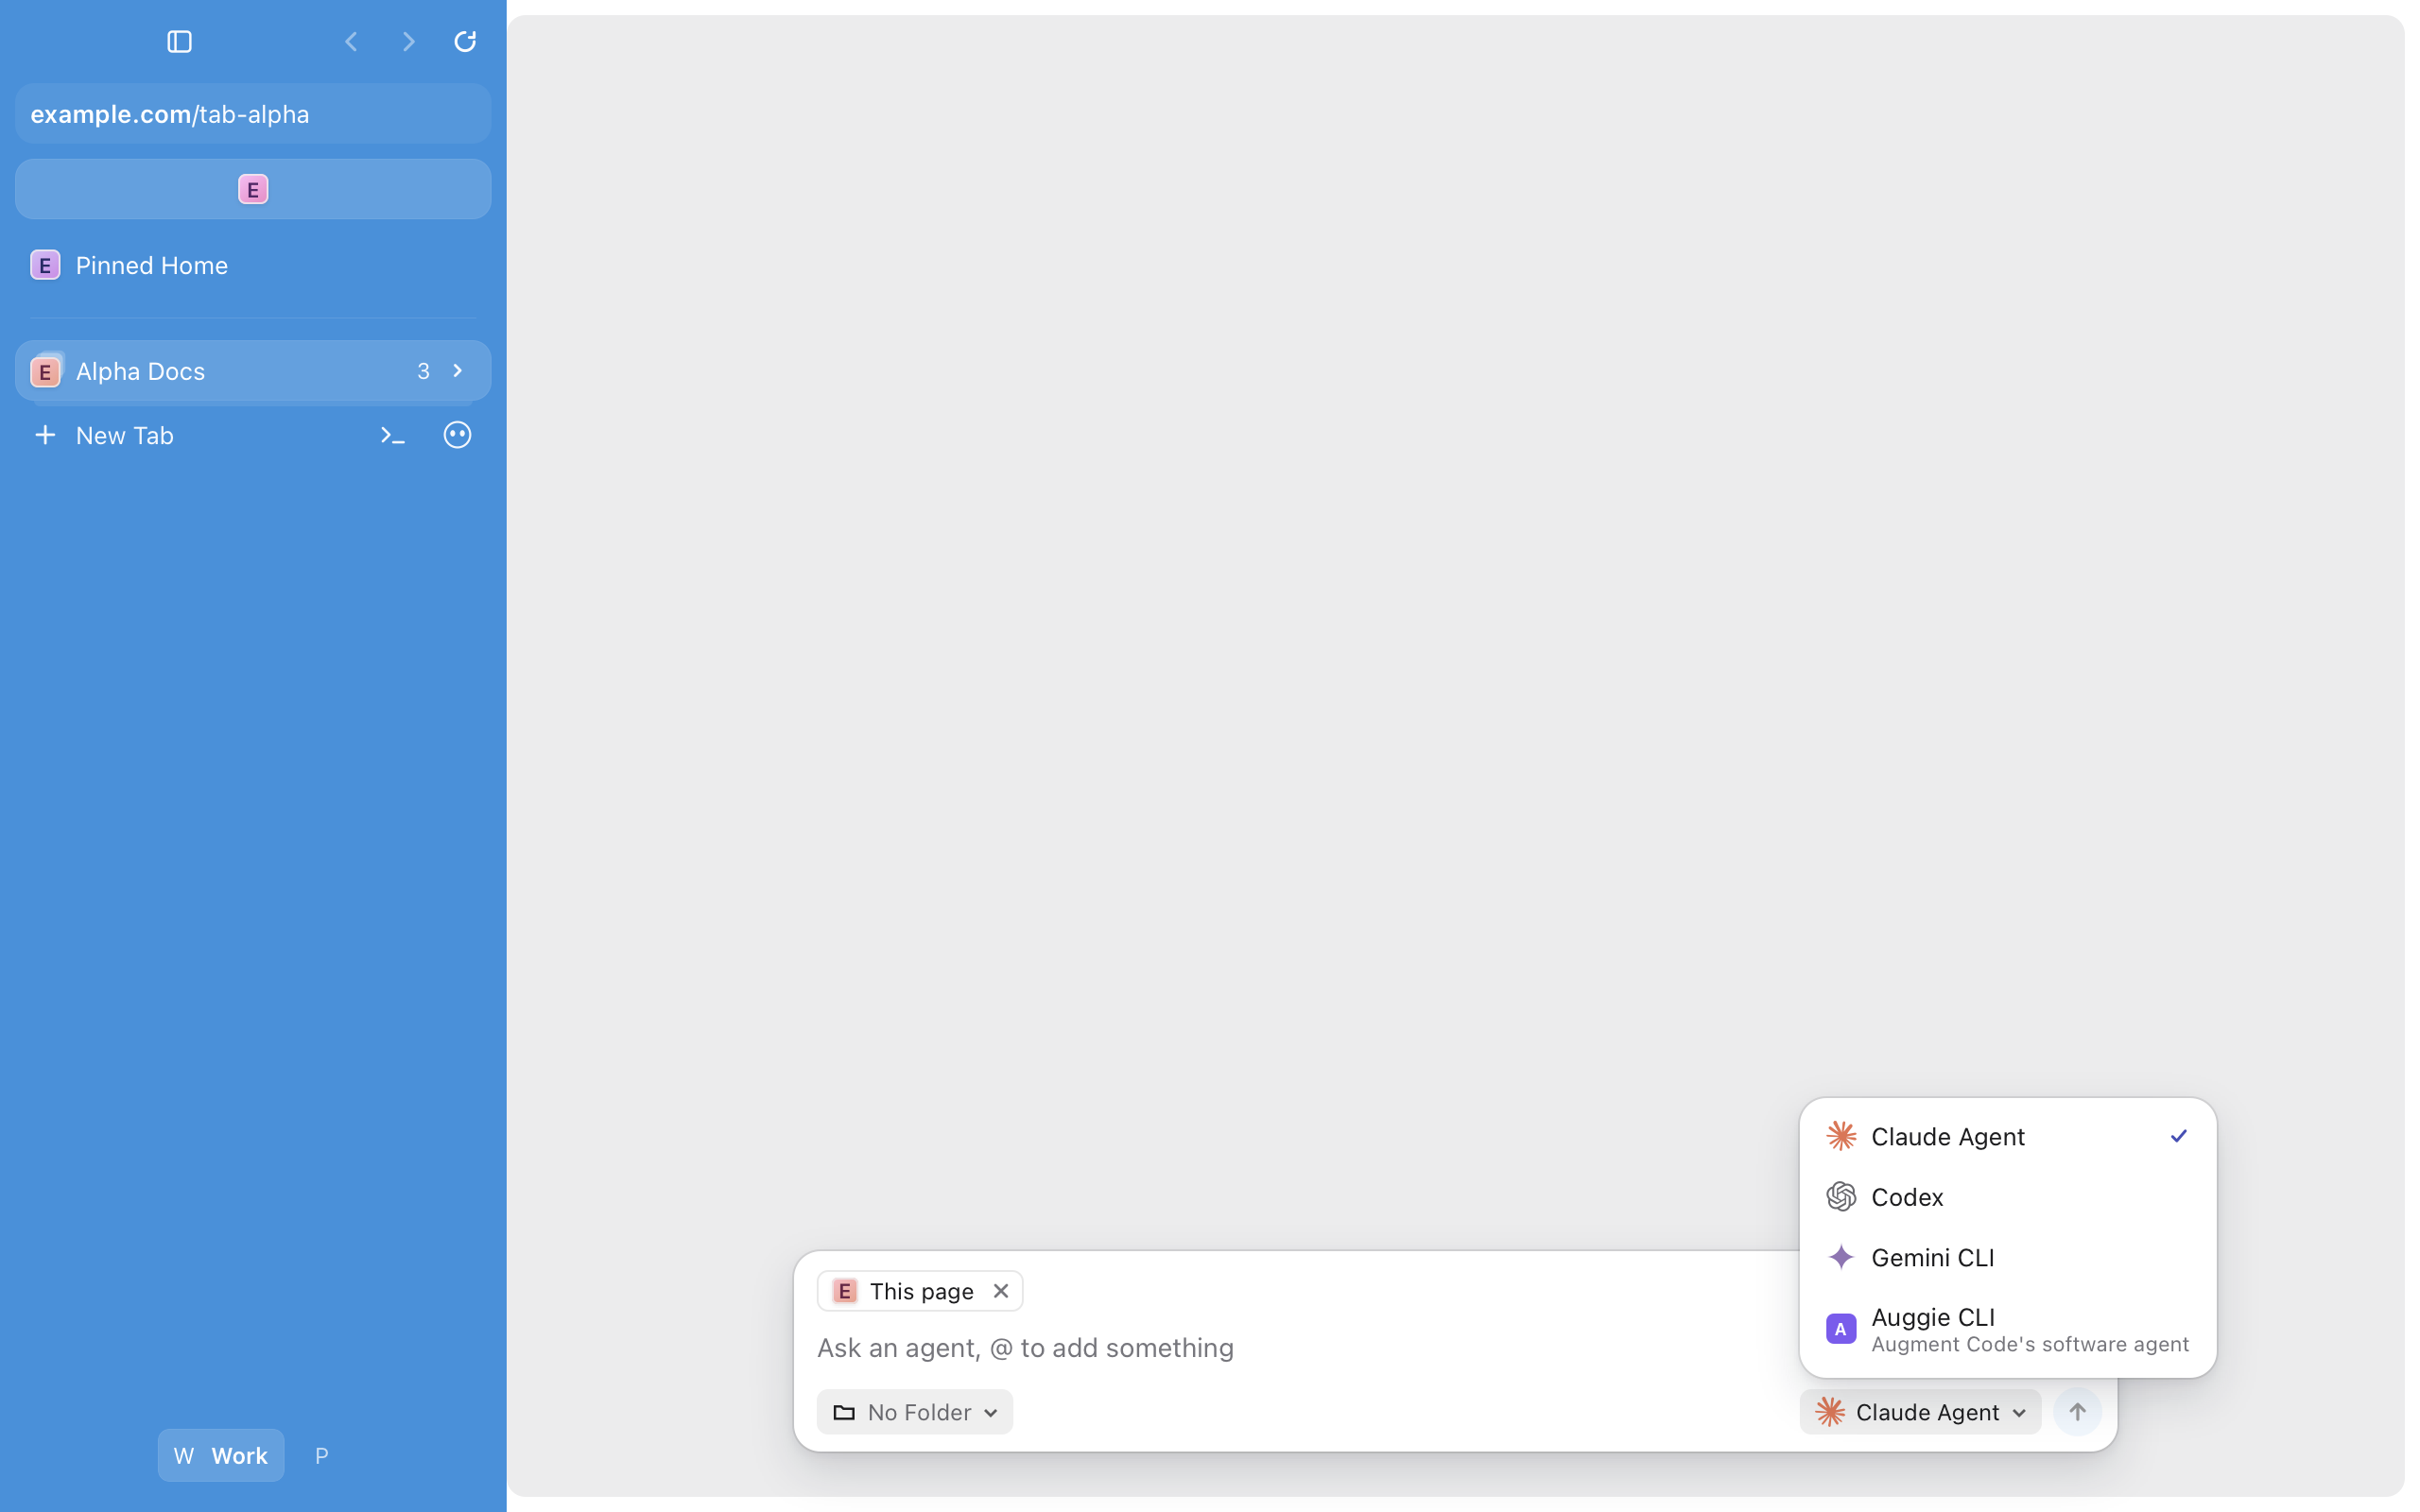 example.com/tab-alpha
E
E Pinned Home
E Alpha Docs 3
New Tab
Claude Agent
Codex
Gemini CLI
A Auggie CLI
Augment Code's software agent
E This page
Ask an agent, @ to add something
No Folder
Claude Agent
W Work P